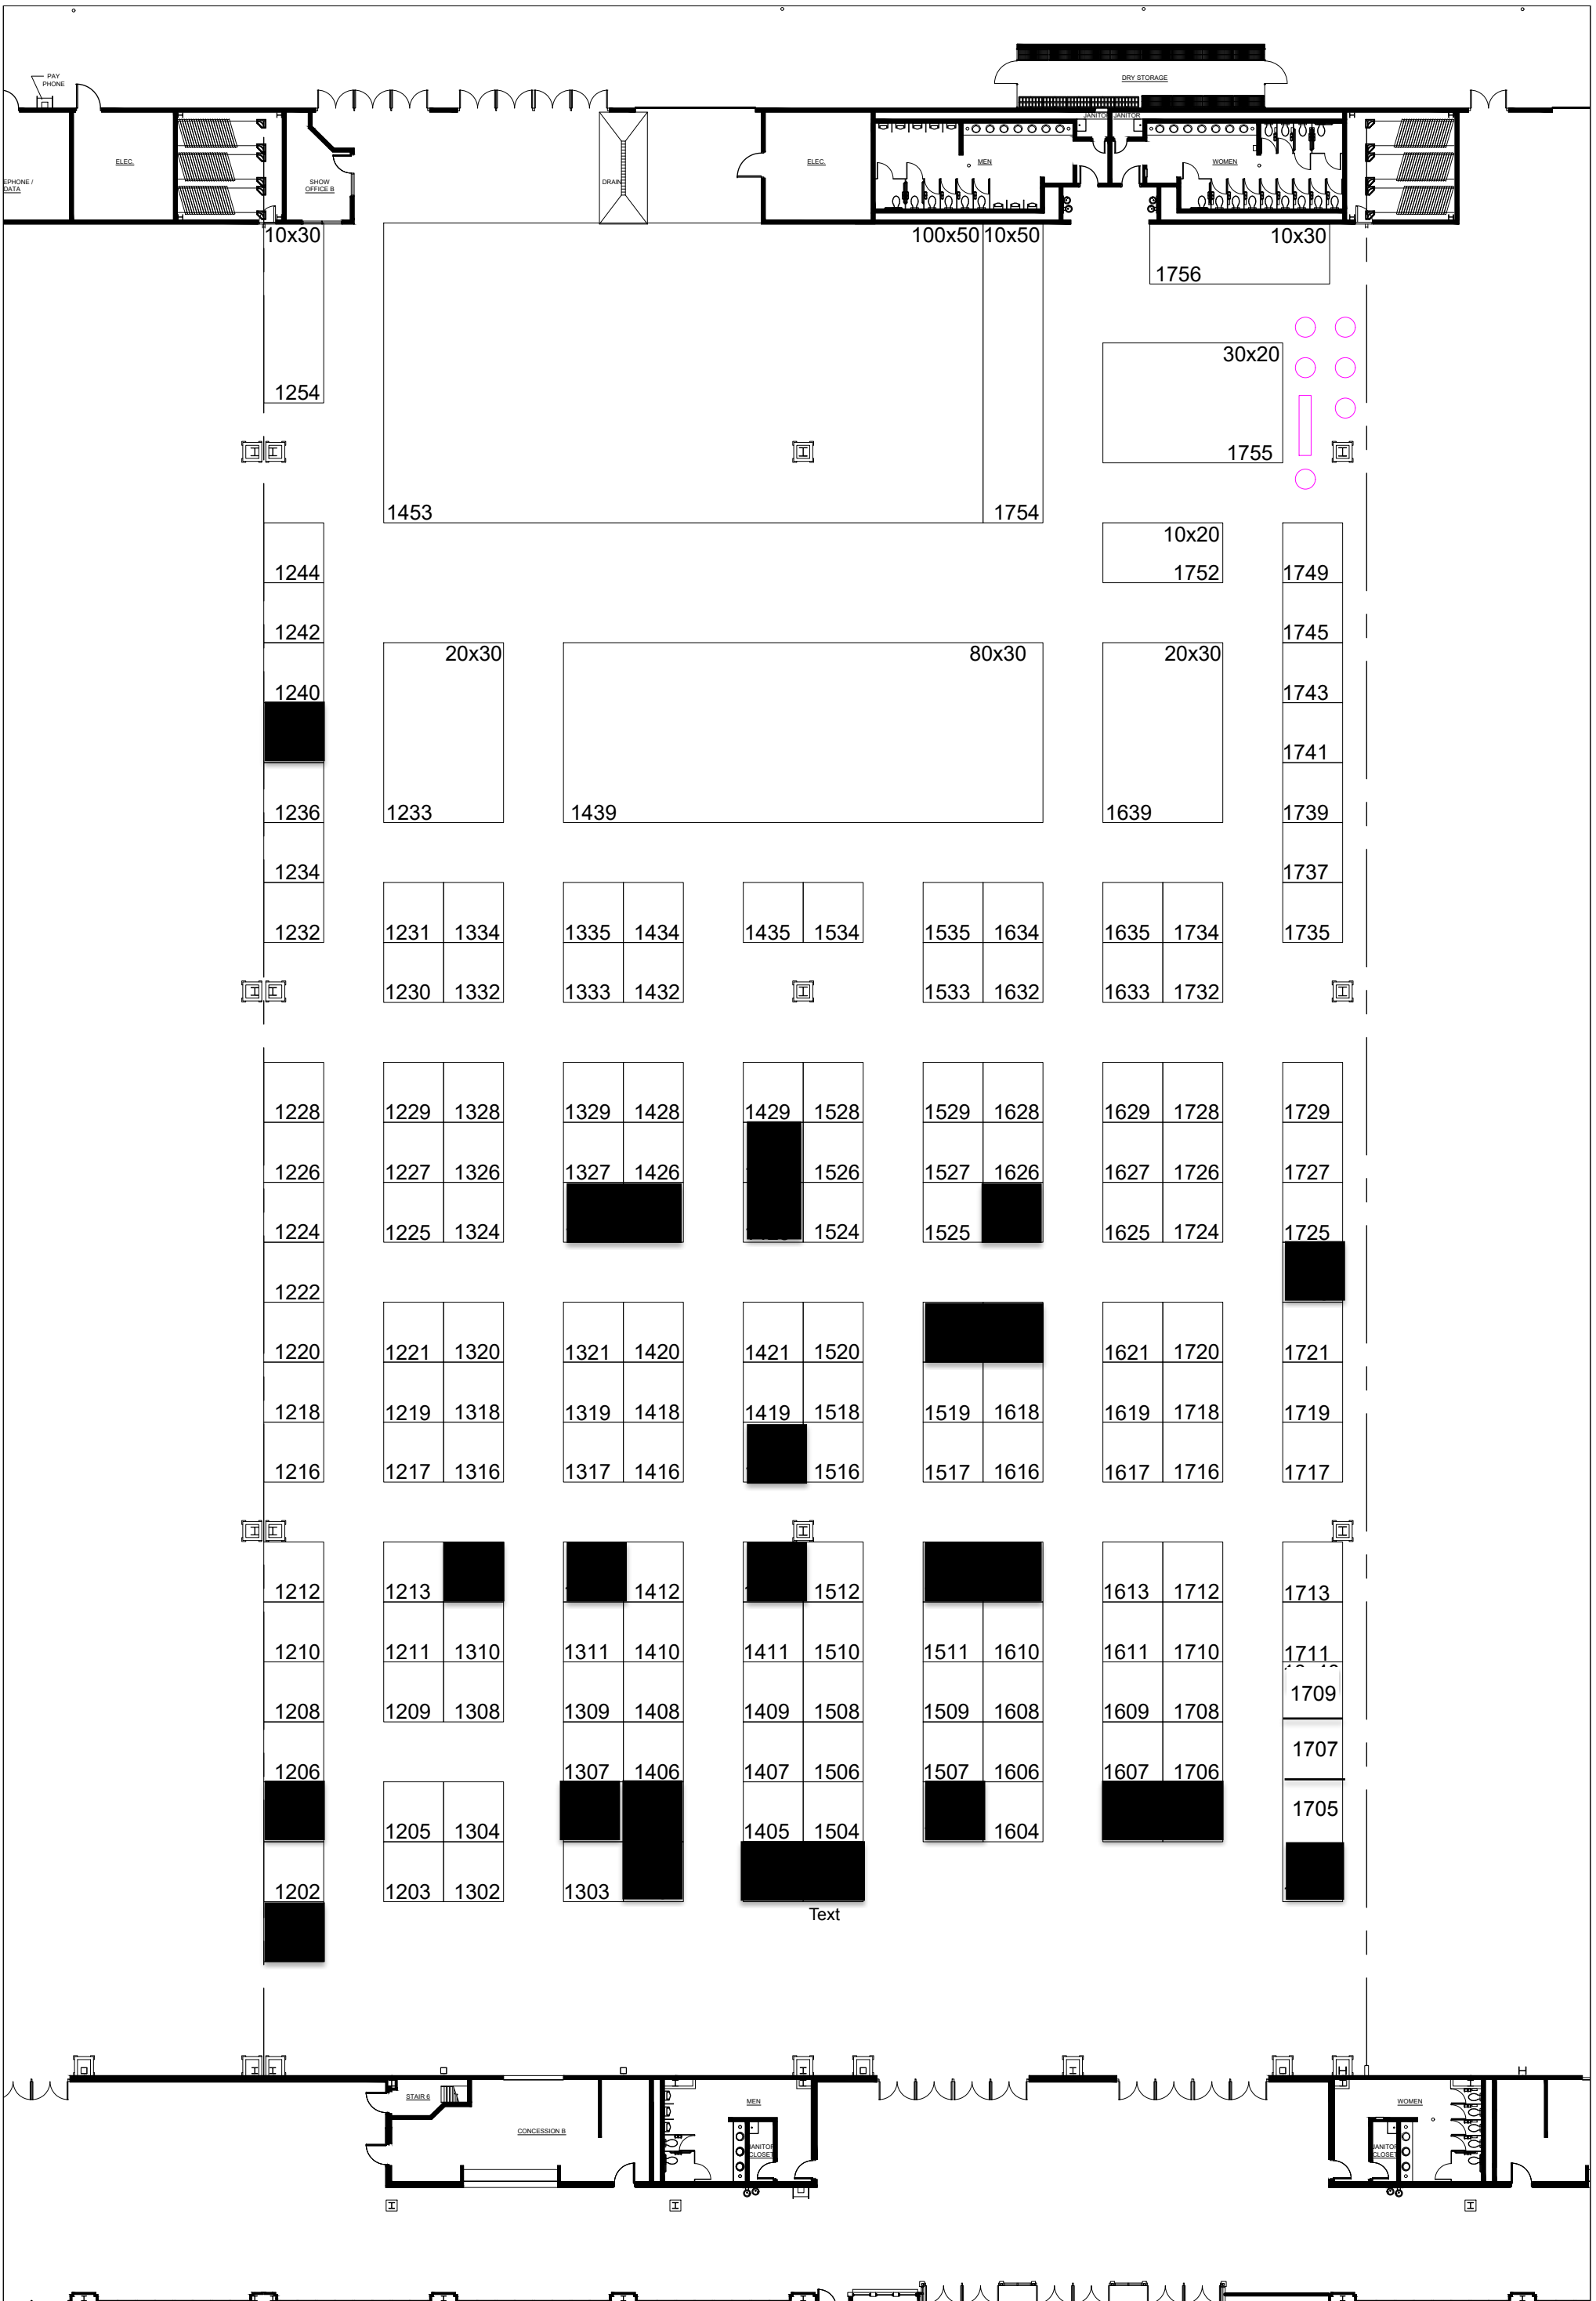 PAY
PHONE
DRY STORAGE
JANITOR JANITOR
ELEC.
SHOW
OFFICE B
DRAIN
ELEC.
MEN
WOMEN
EPHONE /
DATA
10x30
100x50 10x50
10x30
1756
30x20
1254
1755
1453
1754
10x20
1244
1752
1749
1242
1745
20x30
80x30
20x30
1240
1743
1741
1236
1233
1439
1639
1739
1234
1737
1232 1231 1334 1335 1434 1435 1534 1535 1634 1635 1734 1735
1230 1332 1333 1432 1533 1632 1633 1732
1228 1229 1328 1329 1428 1429 1528 1529 1628 1629 1728 1729
1226 1227 1326 1327 1426 1526 1527 1626 1627 1726 1727
1224 1225 1324 1524 1525 1625 1724 1725
1222
1220 1221 1320 1321 1420 1421 1520 1621 1720 1721
1218 1219 1318 1319 1418 1419 1518 1519 1618 1619 1718 1719
1216 1217 1316 1317 1416 1516 1517 1616 1617 1716 1717
1212 1213 1412 1512 1613 1712 1713
1210 1211 1310 1311 1410 1411 1510 1511 1610 1611 1710 1711
1208 1209 1308 1309 1408 1409 1508 1509 1608 1609 1708 1709
1206 1307 1406 1407 1506 1507 1606 1607 1706 1707
1205 1304 1405 1504 1604 1705
1202 1203 1302 1303
Text
STAIR 6
MEN
WOMEN
CONCESSION B
JANITOR
CLOSET
JANITOR
CLOSET